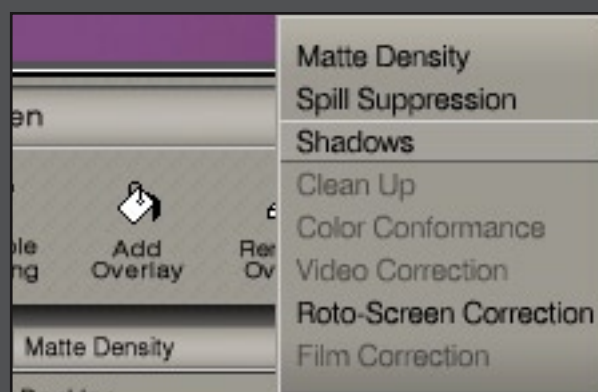 en
Add
Overlay
Matte Density
Matte Density
Spill Suppression
Shadows
Clean Up
Color Conformance
Video Correction
Roto-Screen Correction
Film Correction